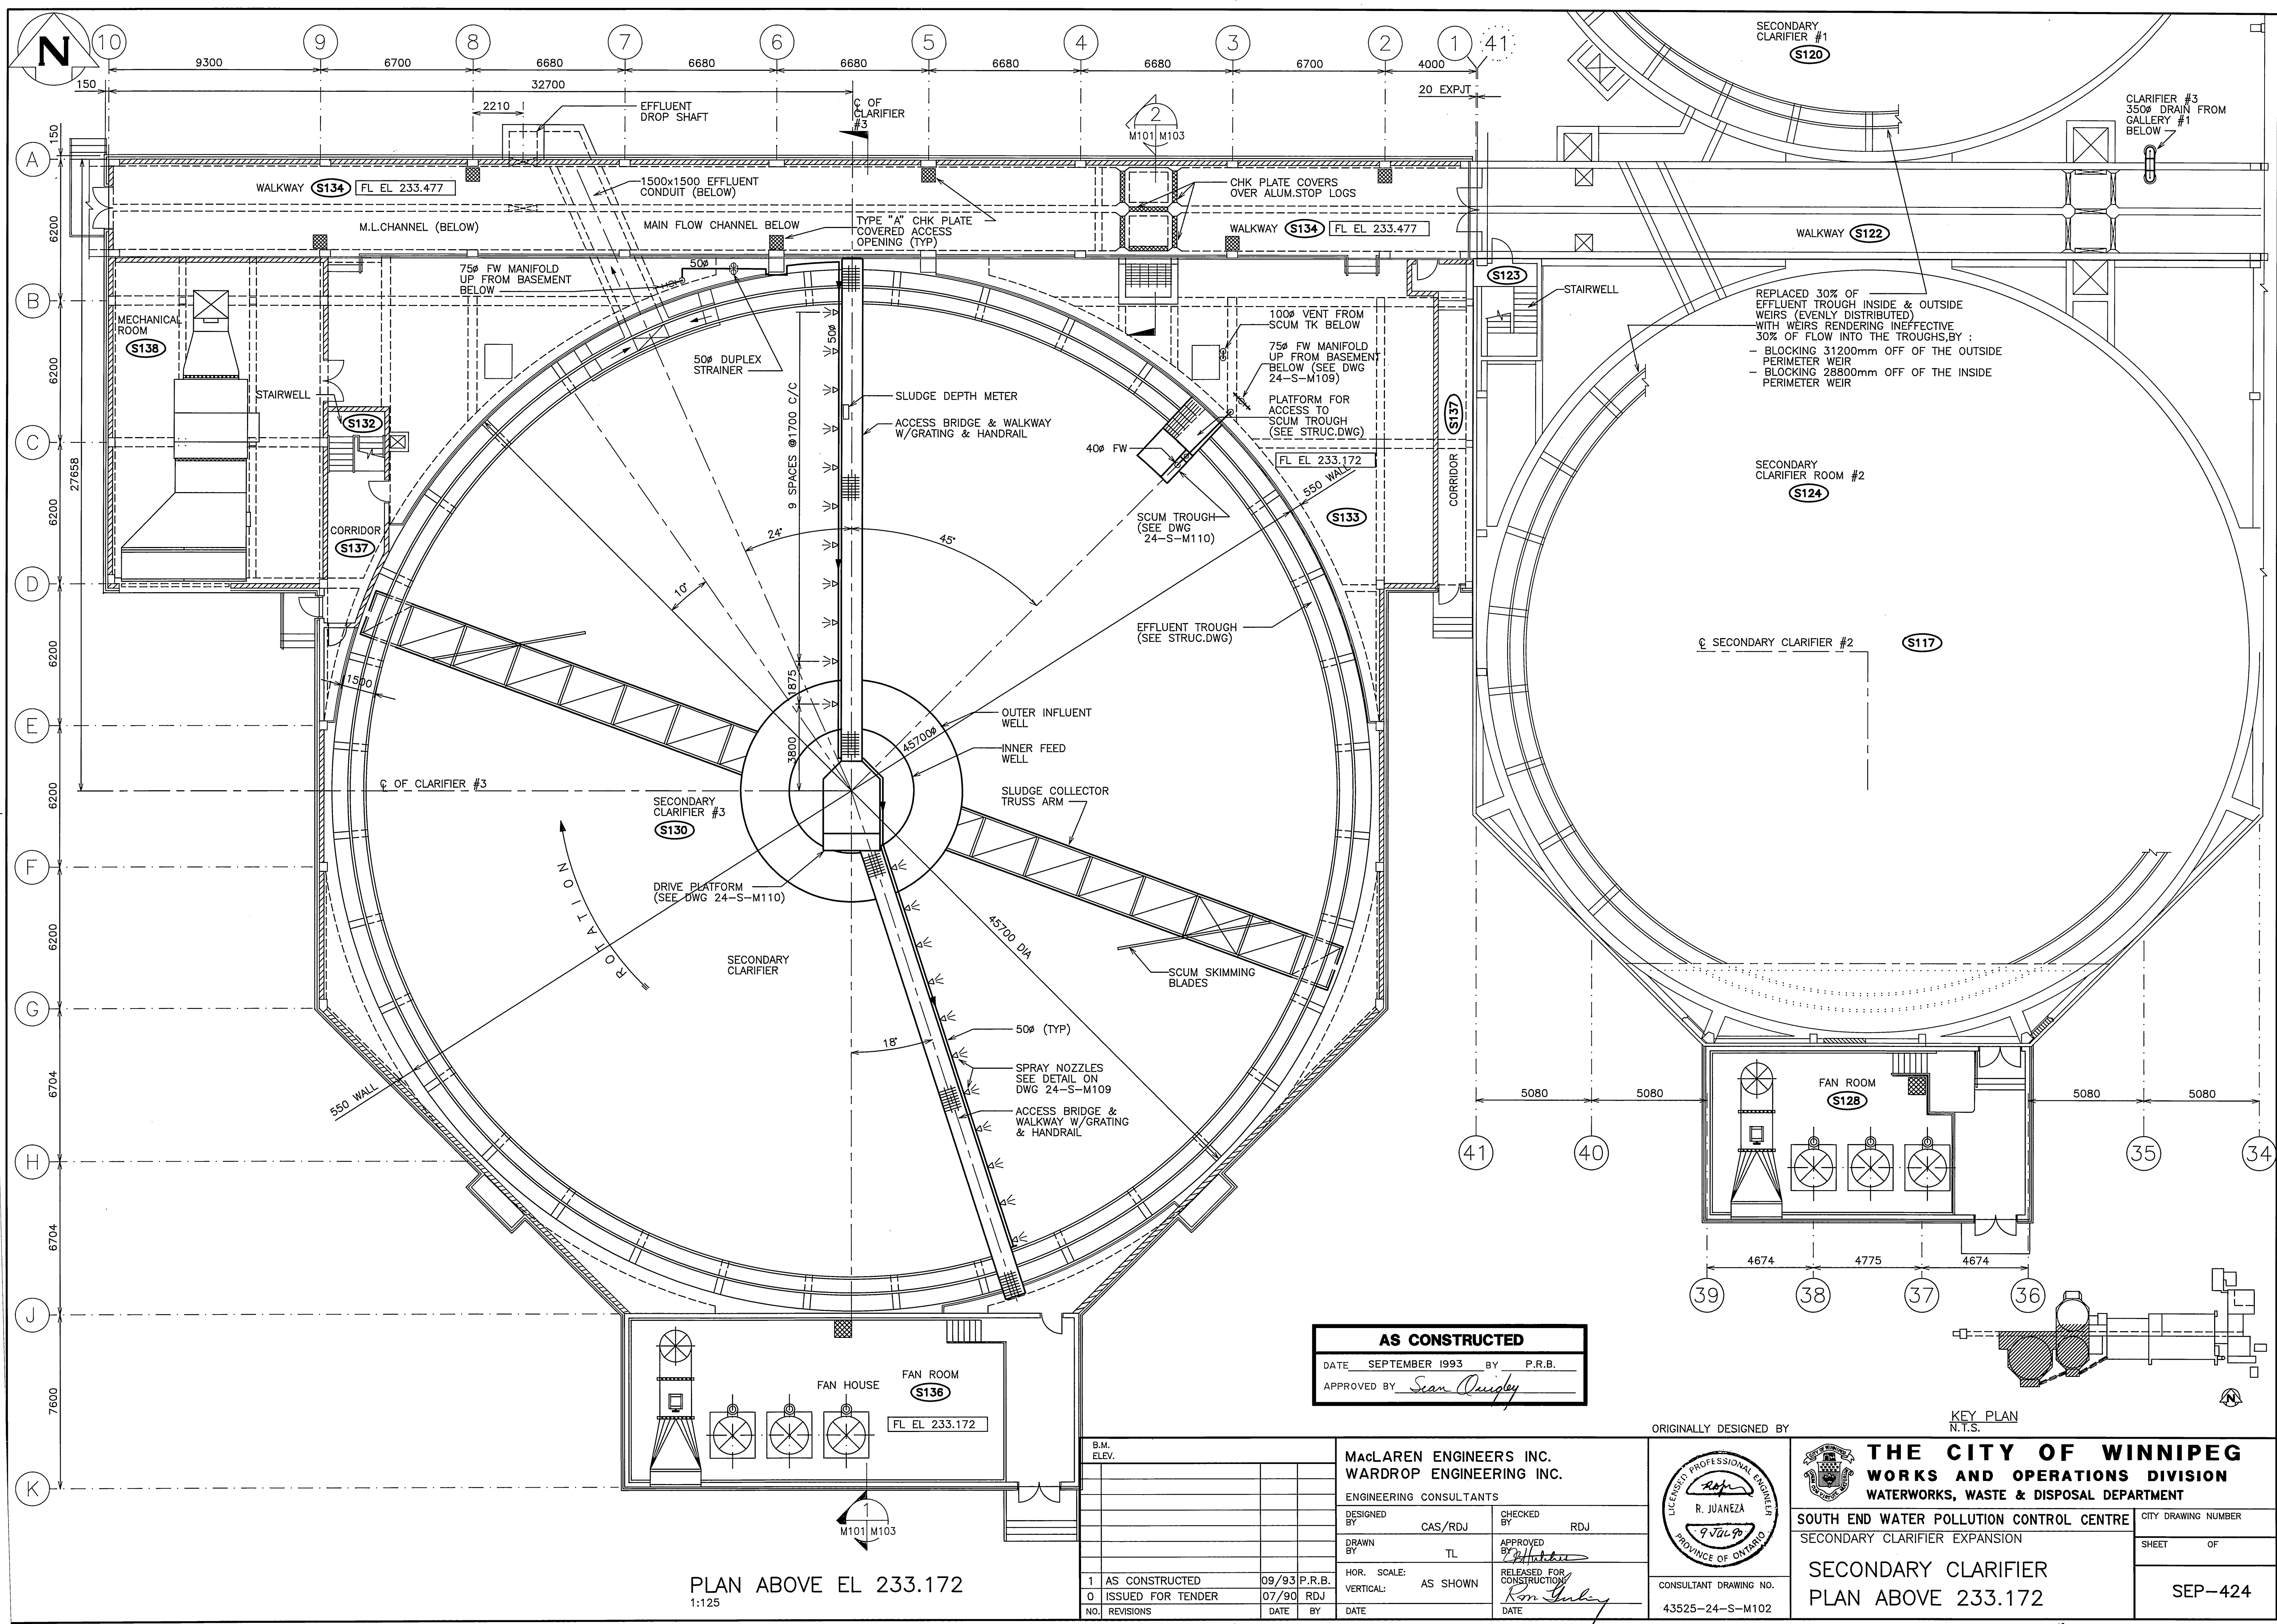 N
10
9
8
7
6
5
4
3
2
1
41
9300
6700
6680
6680
6680
6680
6680
6700
4000
150
32700
20 EXPJT
2210
EFFLUENT
DROP SHAFT
℄ OF
CLARIFIER
#3
2
M101 M103
SECONDARY
CLARIFIER #1
S120
CLARIFIER #3
350ø DRAIN FROM
GALLERY #1
BELOW
150
A
WALKWAY S134 FL EL 233.477
1500x1500 EFFLUENT
CONDUIT (BELOW)
CHK PLATE COVERS
OVER ALUM.STOP LOGS
6200
M.L.CHANNEL (BELOW)
MAIN FLOW CHANNEL BELOW
TYPE "A" CHK PLATE
COVERED ACCESS
OPENING (TYP)
WALKWAY S134 FL EL 233.477
WALKWAY S122
75ø FW MANIFOLD
UP FROM BASEMENT
BELOW
50ø
S123
STAIRWELL
B
MECHANICAL
ROOM
S138
50ø
50ø DUPLEX
STRAINER
100ø VENT FROM
SCUM TK BELOW
75ø FW MANIFOLD
UP FROM BASEMENT
BELOW (SEE DWG
24-S-M109)
REPLACED 30% OF
EFFLUENT TROUGH INSIDE & OUTSIDE
WEIRS (EVENLY DISTRIBUTED)
WITH WEIRS RENDERING INEFFECTIVE
30% OF FLOW INTO THE TROUGHS,BY :
- BLOCKING 31200mm OFF OF THE OUTSIDE
PERIMETER WEIR
- BLOCKING 28800mm OFF OF THE INSIDE
PERIMETER WEIR
6200
STAIRWELL
S132
SLUDGE DEPTH METER
ACCESS BRIDGE & WALKWAY
W/GRATING & HANDRAIL
PLATFORM FOR
ACCESS TO
SCUM TROUGH
(SEE STRUC.DWG)
S137
CORRIDOR
C
27658
9 SPACES @1700 C/C
40ø FW
FL EL 233.172
550 WALL
SECONDARY
CLARIFIER ROOM #2
S124
6200
CORRIDOR
S137
24°
45°
SCUM TROUGH
(SEE DWG
24-S-M110)
S133
D
10°
EFFLUENT TROUGH
(SEE STRUC.DWG)
6200
1500
1875
℄ SECONDARY CLARIFIER #2
S117
E
3800
45700ø
OUTER INFLUENT
WELL
INNER FEED
WELL
6200
℄ OF CLARIFIER #3
SECONDARY
CLARIFIER #3
S130
SLUDGE COLLECTOR
TRUSS ARM
F
ROTATION
DRIVE PLATFORM
(SEE DWG 24-S-M110)
6200
45700 DIA
SECONDARY
CLARIFIER
SCUM SKIMMING
BLADES
G
18°
50ø (TYP)
SPRAY NOZZLES
SEE DETAIL ON
DWG 24-S-M109
ACCESS BRIDGE &
WALKWAY W/GRATING
& HANDRAIL
550 WALL
6704
FAN ROOM
S128
5080
5080
5080
5080
H
41
40
35
34
6704
4674
4775
4674
39
38
37
36
J
7600
FAN HOUSE
FAN ROOM
S136
FL EL 233.172
K
1
M101 M103
AS CONSTRUCTED
DATE SEPTEMBER 1993 BY P.R.B.
APPROVED BY Sean Quigley
N
KEY PLAN
N.T.S.
PLAN ABOVE EL 233.172
1:125
B.M.
ELEV.
1 AS CONSTRUCTED 09/93 P.R.B.
0 ISSUED FOR TENDER 07/90 RDJ
NO. REVISIONS DATE BY
MACLAREN ENGINEERS INC.
WARDROP ENGINEERING INC.
ENGINEERING CONSULTANTS
DESIGNED BY CAS/RDJ
CHECKED BY RDJ
DRAWN BY TL
APPROVED BY
HOR. SCALE:
VERTICAL: AS SHOWN
RELEASED FOR
CONSTRUCTION
DATE
DATE
ORIGINALLY DESIGNED BY
LICENSED PROFESSIONAL ENGINEER
R. JUANEZA
9 JUL 90
PROVINCE OF ONTARIO
CONSULTANT DRAWING NO.
43525-24-S-M102
THE CITY OF WINNIPEG
WORKS AND OPERATIONS DIVISION
WATERWORKS, WASTE & DISPOSAL DEPARTMENT
SOUTH END WATER POLLUTION CONTROL CENTRE
SECONDARY CLARIFIER EXPANSION
SECONDARY CLARIFIER
PLAN ABOVE 233.172
CITY DRAWING NUMBER
SHEET OF
SEP-424